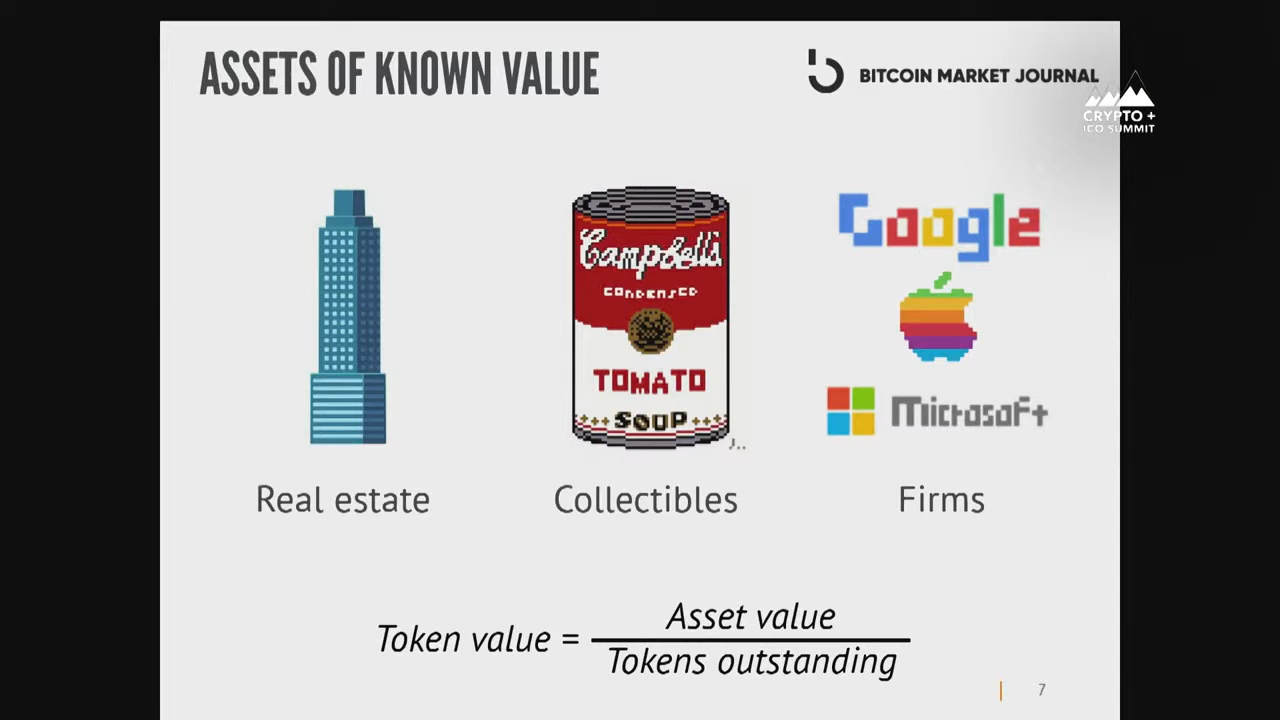 ASSETS OF KNOWN VALUE
BITCOIN MARKET JOURNAL
CRYPTO +
ICO SUMMIT
Campbell's
CONDENSED
TOMATO
SOUP
Google
Microsoft
Real estate
Collectibles
Firms
Token value = Asset value
Tokens outstanding
7